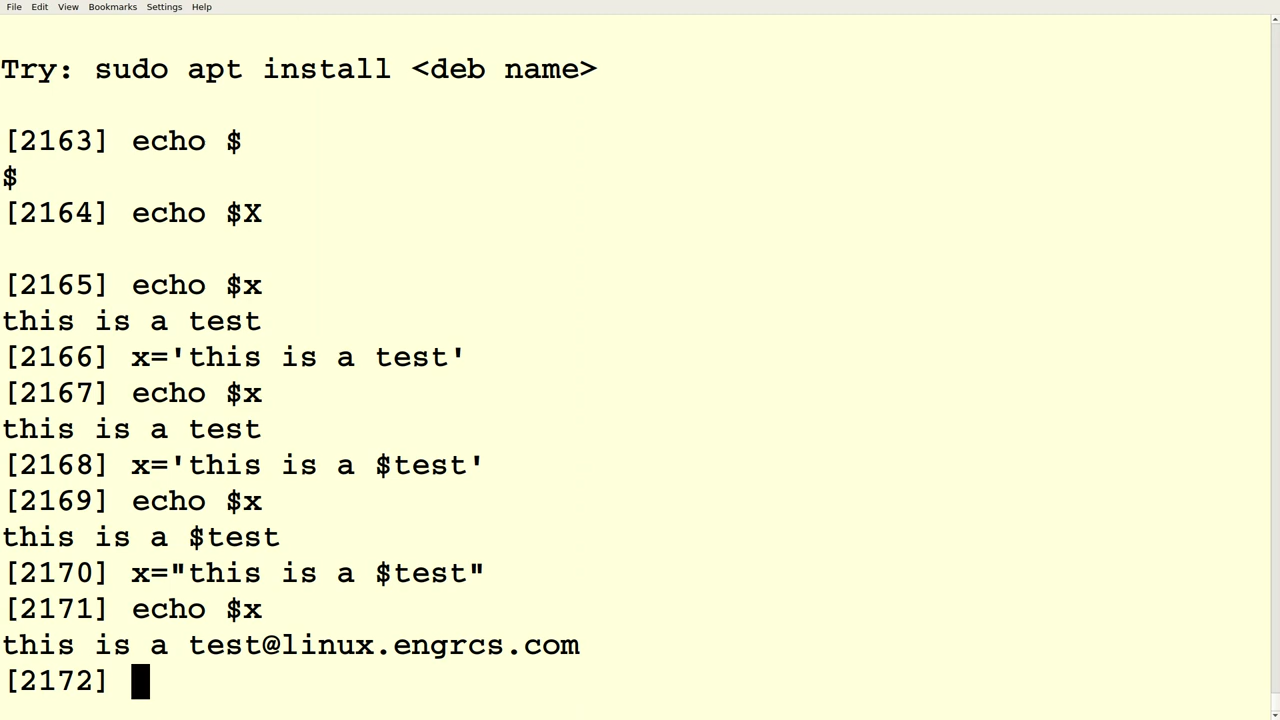 File Edit View Bookmarks Settings Help
Try: sudo apt install <deb name>
[2163] echo $
$
[2164] echo $X
[2165] echo $x
this is a test
[2166] x='this is a test'
[2167] echo $x
this is a test
[2168] x='this is a $test'
[2169] echo $x
this is a $test
[2170] x="this is a $test"
[2171] echo $x
this is a test@linux.engrcs.com
[2172]